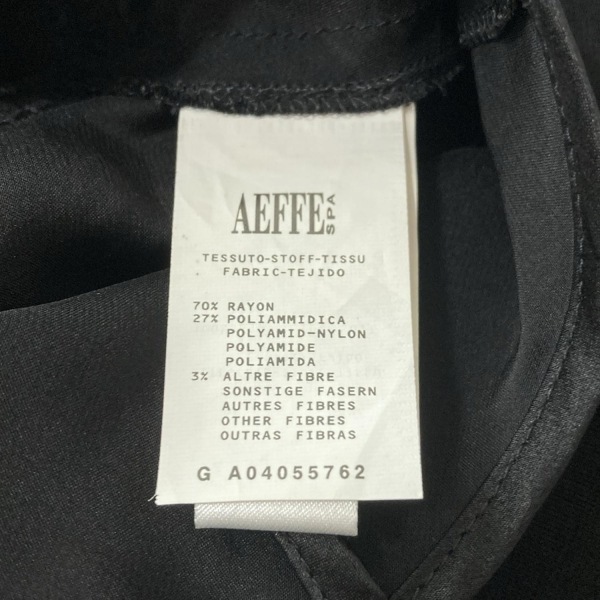 AEFFE SPA
TESSUTO-STOFF-TISSU
FABRIC-TEJIDO
70% RAYON
27% POLIAMMIDICA
POLYAMID-NYLON
POLYAMIDE
POLIAMIDA
3% ALTRE FIBRE
SONSTIGE FASERN
AUTRES FIBRES
OTHER FIBRES
OUTRAS FIBRAS
G A04055762